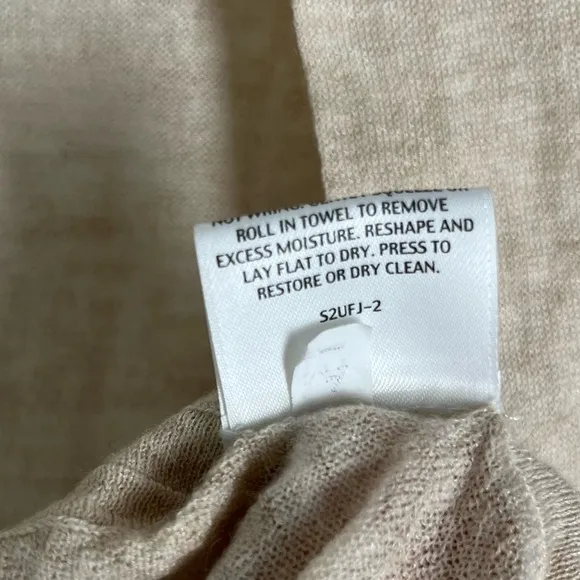 ROLL IN TOWEL TO REMOVE
EXCESS MOISTURE. RESHAPE AND
LAY FLAT TO DRY. PRESS TO
RESTORE OR DRY CLEAN.
S2UFJ-2